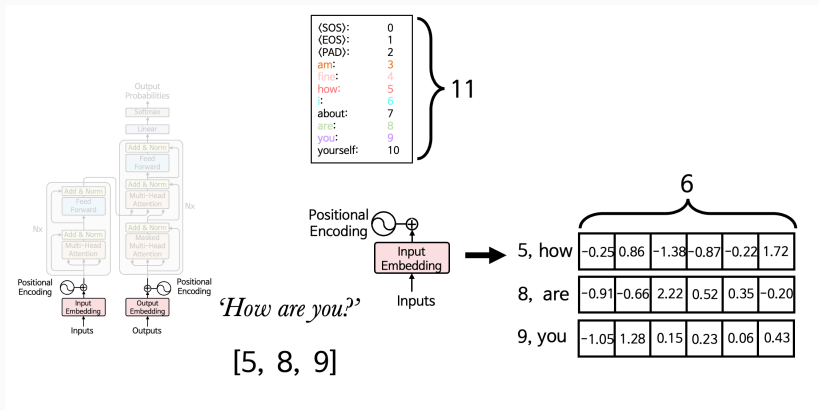 ⟨SOS⟩: 0
⟨EOS⟩: 1
⟨PAD⟩: 2
am: 3
fine: 4
how: 5
I: 6
about: 7
are: 8
you: 9
yourself: 10
11
Output
Probabilities
Softmax
Linear
Add & Norm
Feed
Forward
Add & Norm
Multi-Head
Attention
Add & Norm
Masked
Multi-Head
Attention
Nx
Add & Norm
Feed
Forward
Add & Norm
Multi-Head
Attention
Nx
Positional
Encoding
Input
Embedding
Inputs
Positional
Encoding
Output
Embedding
Outputs
‘How are you?’
[5, 8, 9]
Positional
Encoding
Input
Embedding
Inputs
6
5, how −0.25 0.86 −1.38 −0.87 −0.22 1.72
8, are −0.91 −0.66 2.22 0.52 0.35 −0.20
9, you −1.05 1.28 0.15 0.23 0.06 0.43